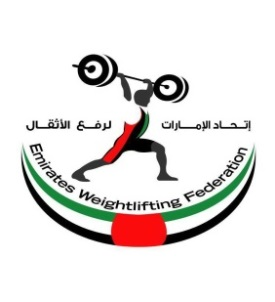 إتحاد الإمارات لرفع الأثقال
Emirates Weightlifting Federation